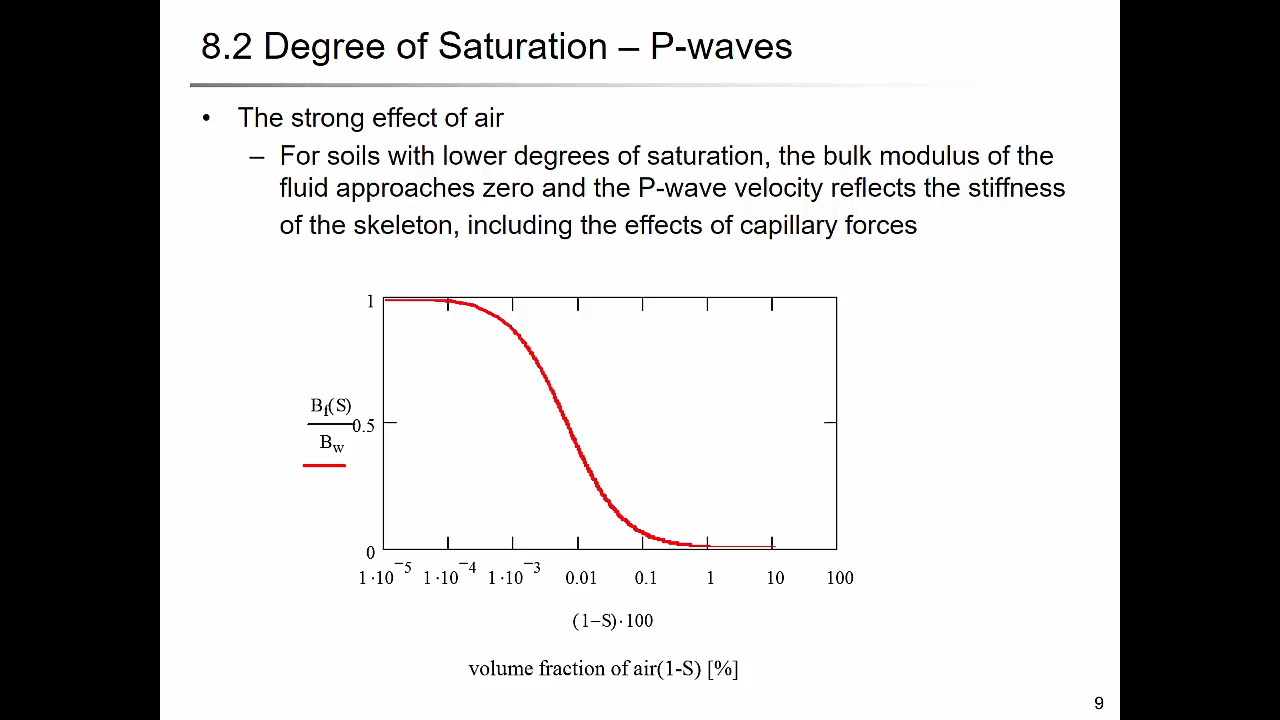 8.2 Degree of Saturation – P-waves
• The strong effect of air
– For soils with lower degrees of saturation, the bulk modulus of the
fluid approaches zero and the P-wave velocity reflects the stiffness
of the skeleton, including the effects of capillary forces
1
B_f(S)
0.5
B_w
0
1·10⁻⁵ 1·10⁻⁴ 1·10⁻³ 0.01 0.1 1 10 100
(1−S)·100
volume fraction of air(1-S) [%]
9